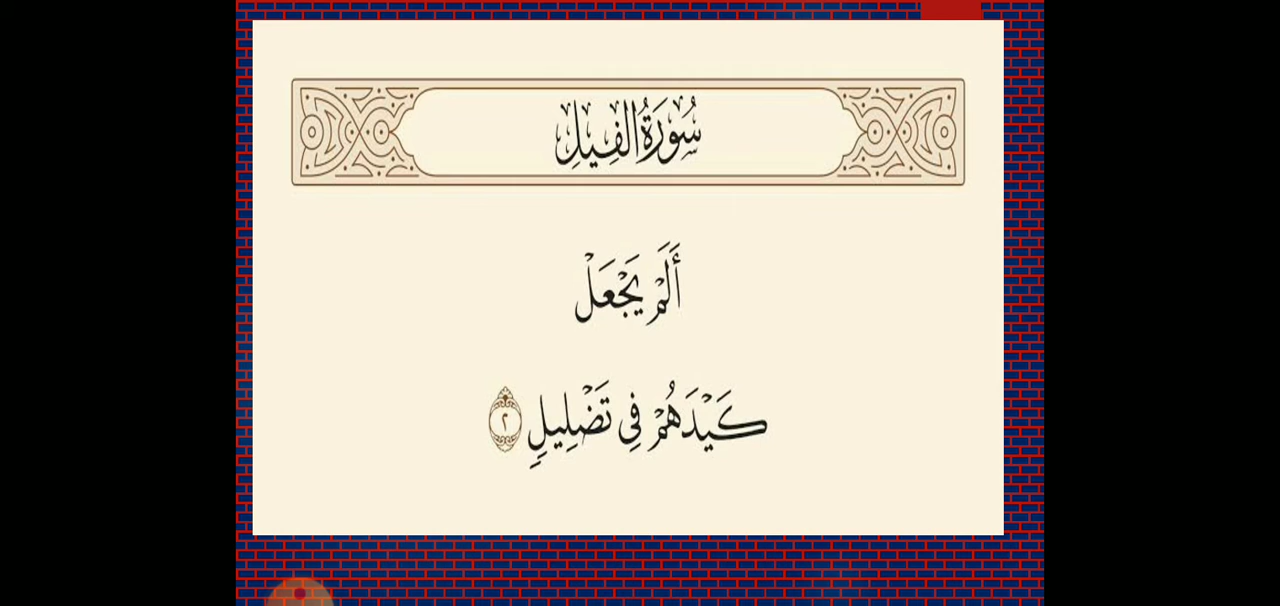 سُورَةُ الفِيلِ
أَلَمْ يَجْعَلْ
كَيْدَهُمْ فِي تَضْلِيلٍ ٢